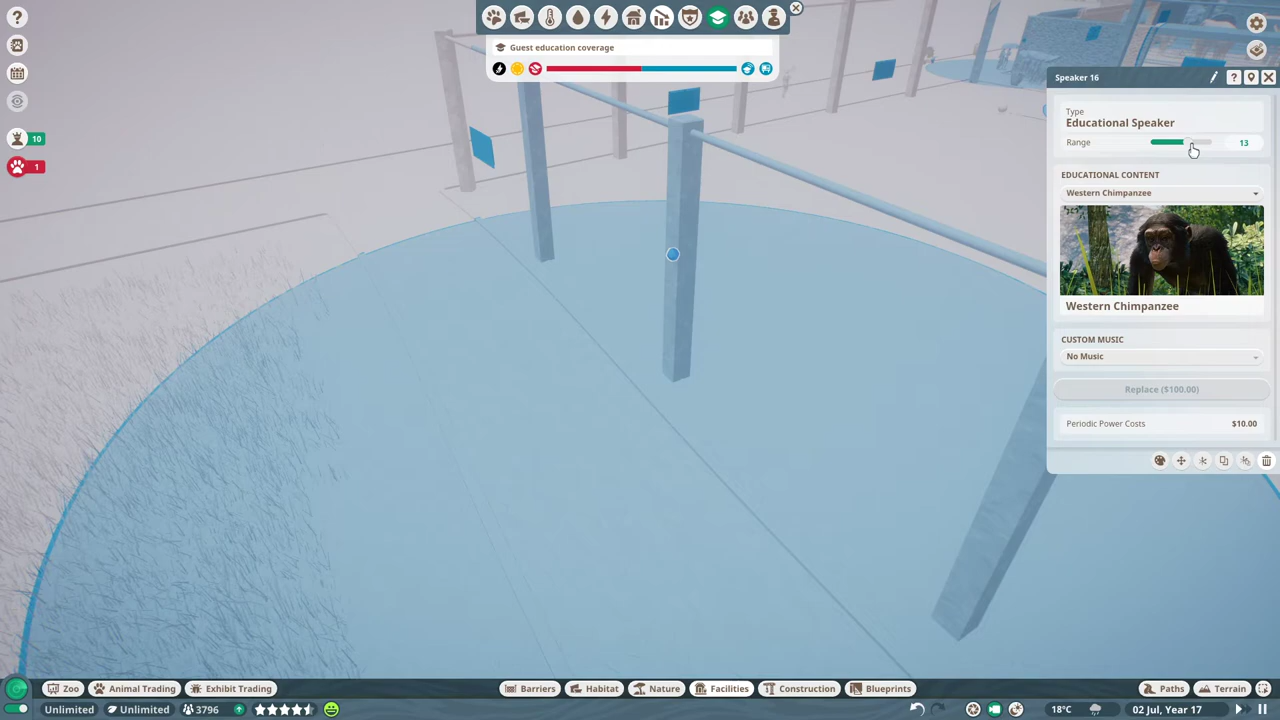 Guest education coverage
Speaker 16
Type
Educational Speaker
Range
13
EDUCATIONAL CONTENT
Western Chimpanzee
Western Chimpanzee
CUSTOM MUSIC
No Music
Replace ($100.00)
Periodic Power Costs $10.00
10
1
Zoo
Animal Trading
Exhibit Trading
Barriers
Habitat
Nature
Facilities
Construction
Blueprints
Paths
Terrain
Unlimited
Unlimited
3796
18°C
02 Jul, Year 17